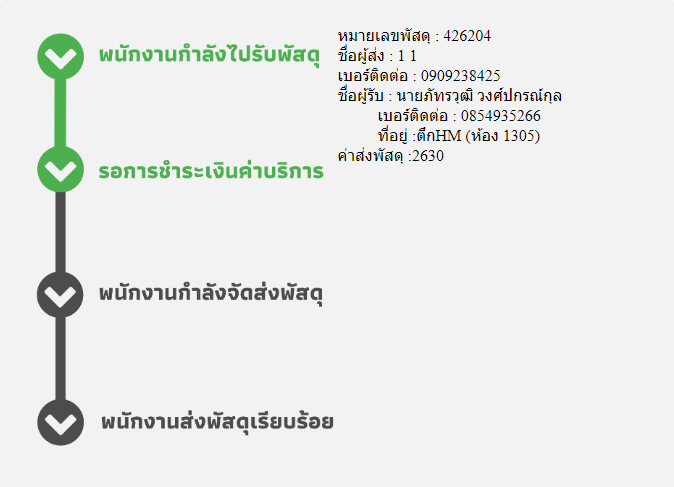 พนักงานกำลังไปรับพัสดุ
รอการชำระเงินค่าบริการ
พนักงานกำลังจัดส่งพัสดุ
พนักงานส่งพัสดุเรียบร้อย
หมายเลขพัสดุ : 426204
ชื่อผู้ส่ง : 1 1
เบอร์ติดต่อ : 0909238425
ชื่อผู้รับ : นายภัทรวุฒิ วงศ์ปกรณ์กุล
เบอร์ติดต่อ : 0854935266
ที่อยู่ :ตึกHM (ห้อง 1305)
ค่าส่งพัสดุ :2630